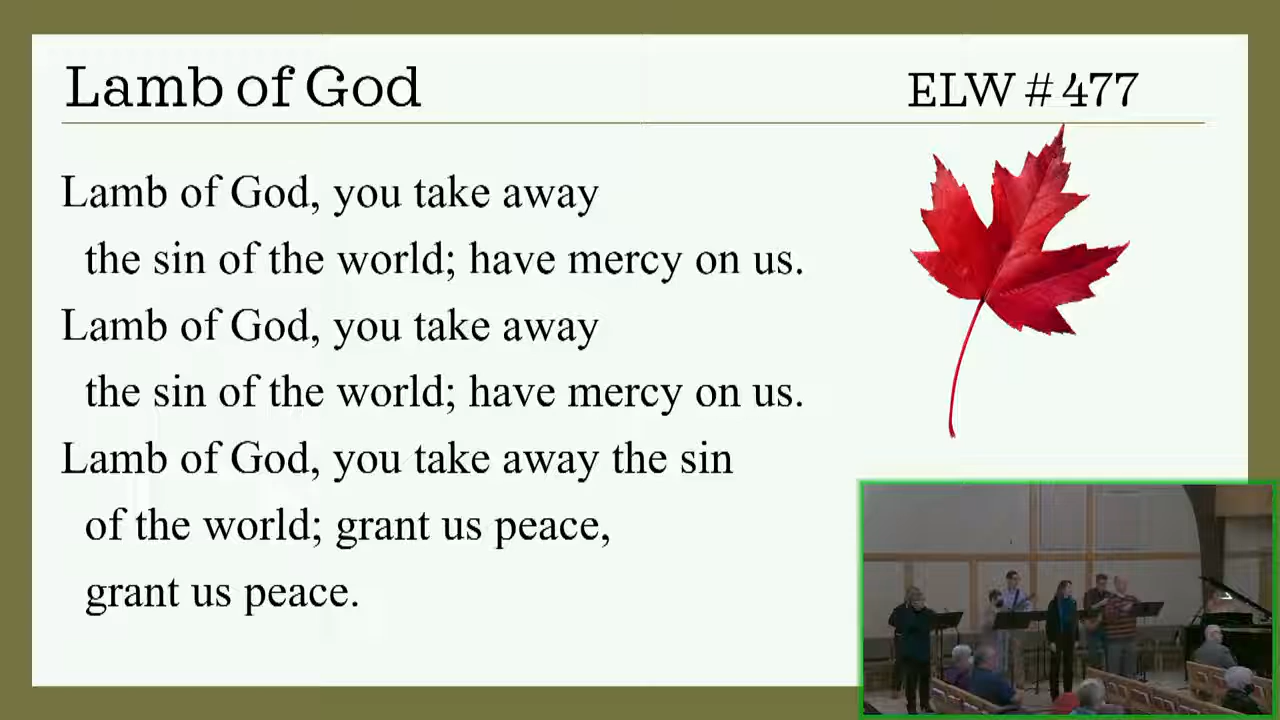 Lamb of God
ELW # 477
Lamb of God, you take away
the sin of the world; have mercy on us.
Lamb of God, you take away
the sin of the world; have mercy on us.
Lamb of God, you take away the sin
of the world; grant us peace,
grant us peace.